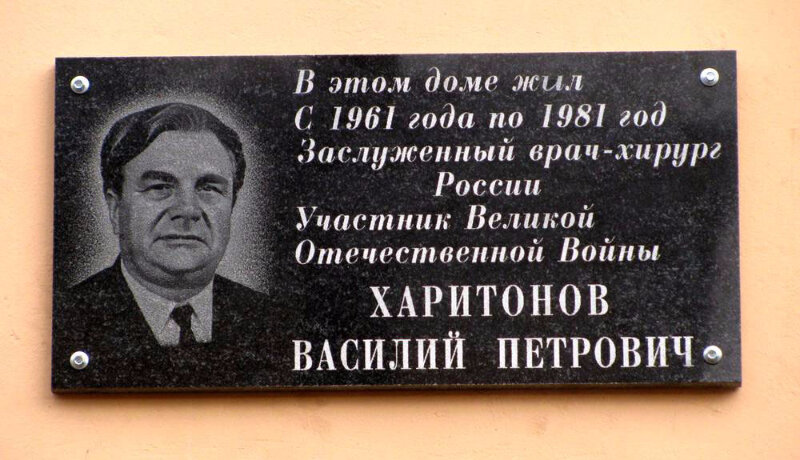 В этом доме жил
С 1961 года по 1981 год
Заслуженный врач-хирург
России
Участник Великой
Отечественной Войны
ХАРИТОНОВ
ВАСИЛИЙ ПЕТРОВИЧ